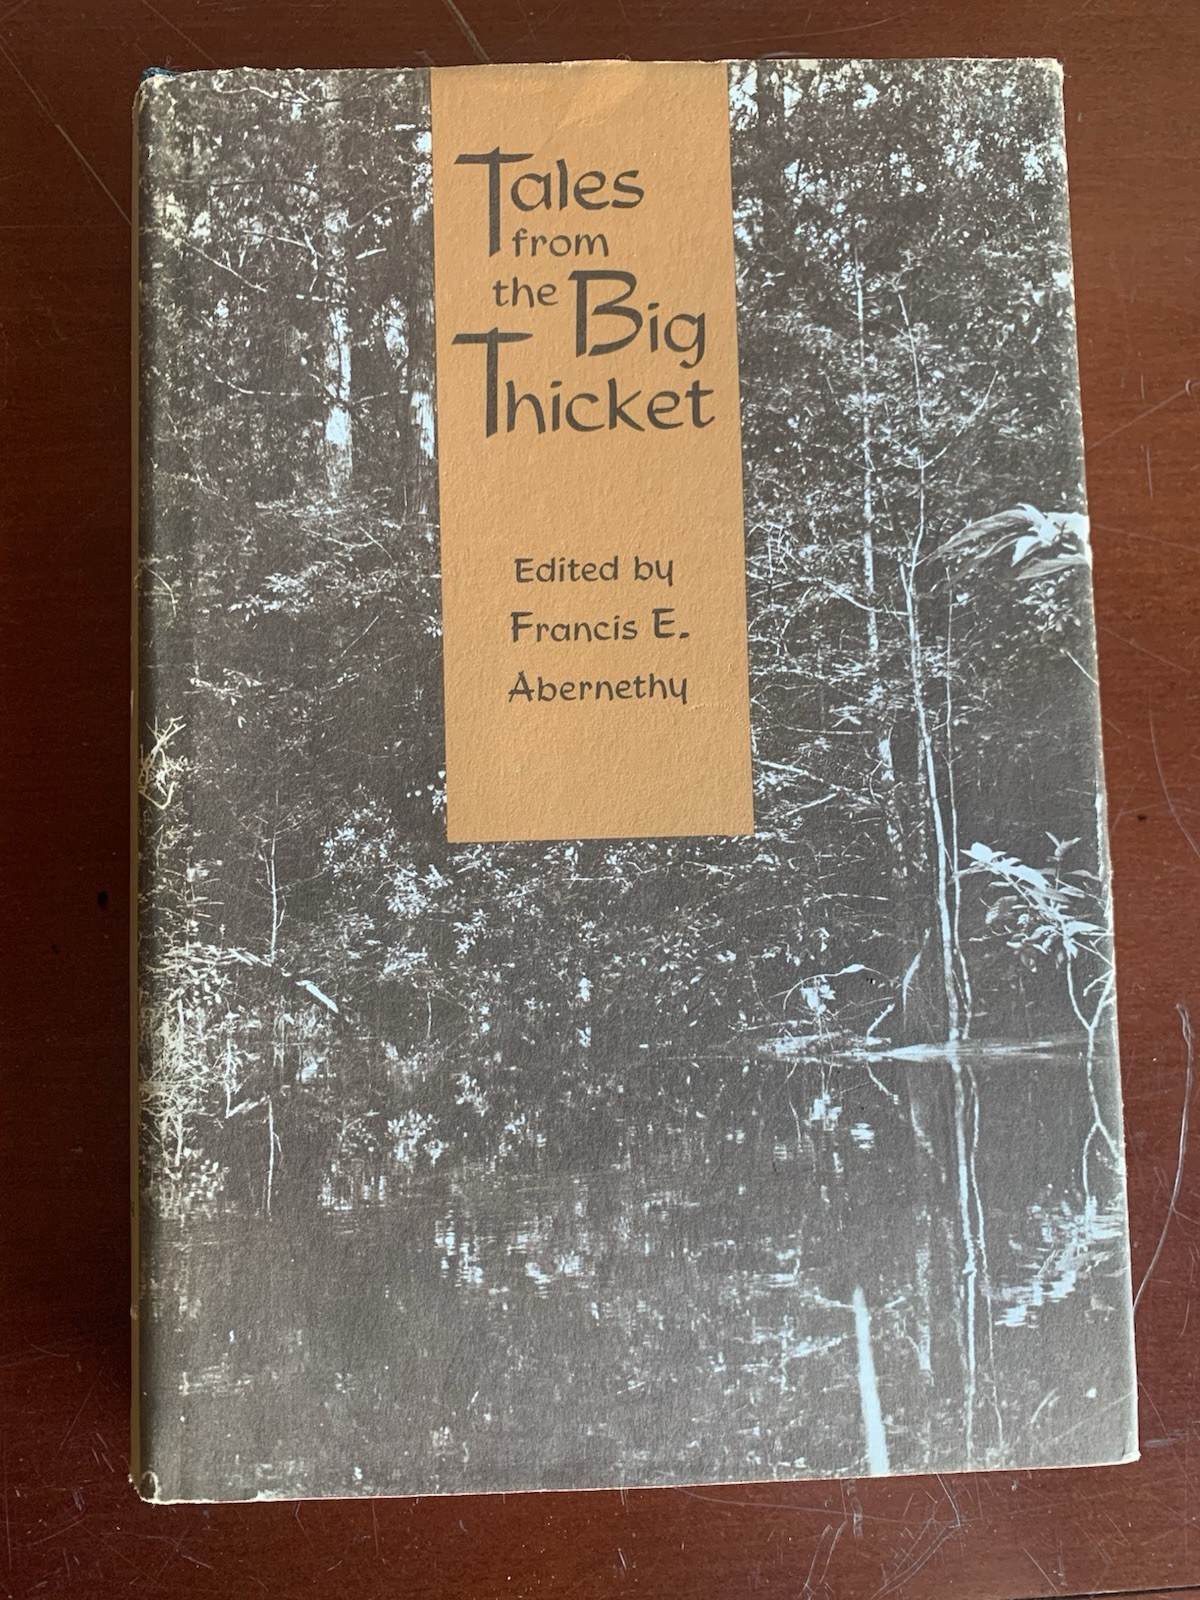 Tales
from
the Big
Thicket
Edited by
Francis E.
Abernethy